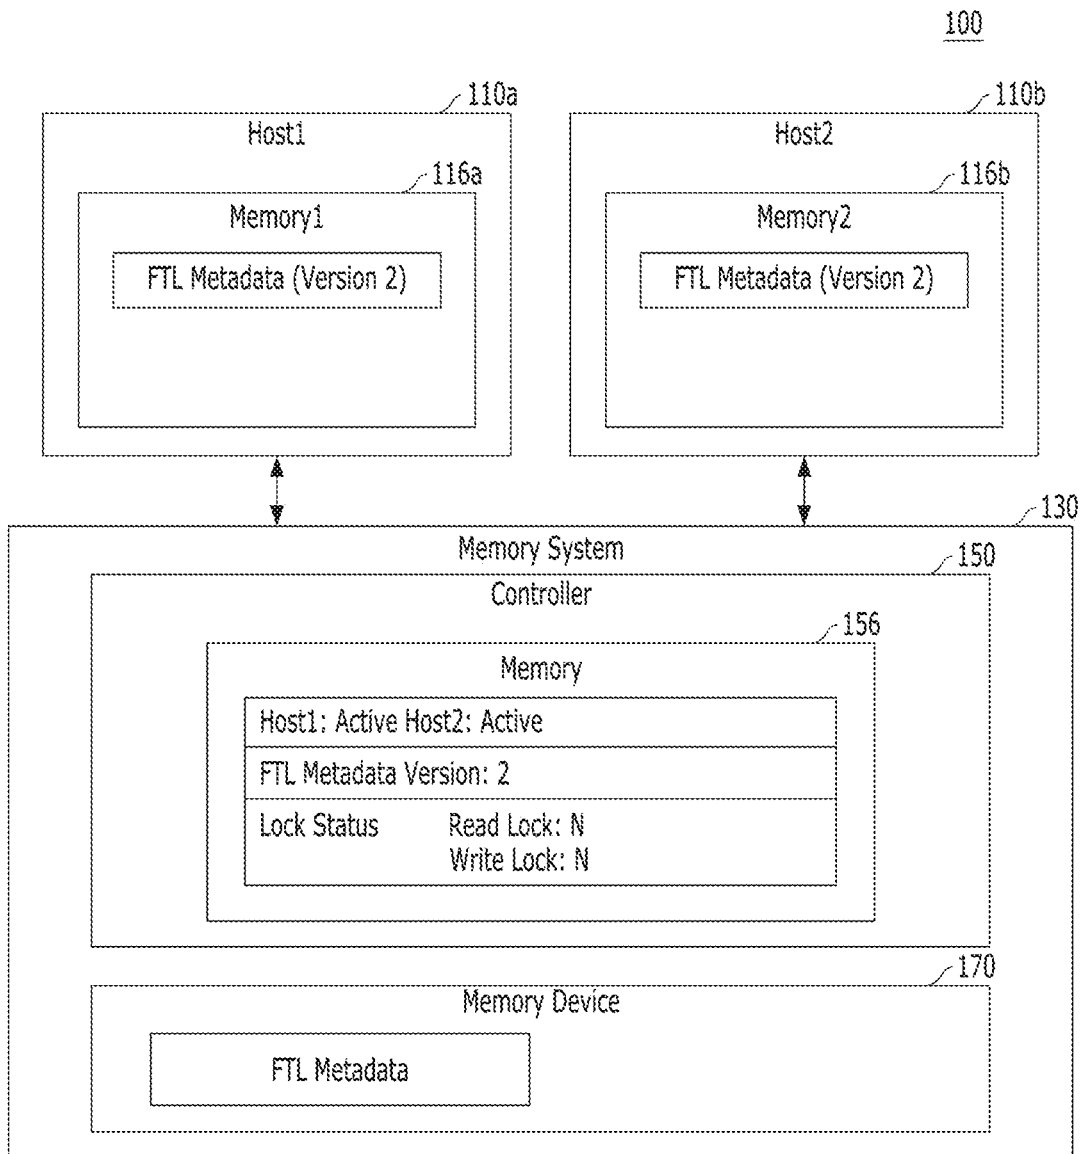 100
110a
110b
Host1
Host2
116a
116b
Memory1
Memory2
FTL Metadata (Version 2)
FTL Metadata (Version 2)
130
Memory System
150
Controller
156
Memory
Host1: Active Host2: Active
FTL Metadata Version: 2
Lock Status Read Lock: N
Write Lock: N
170
Memory Device
FTL Metadata